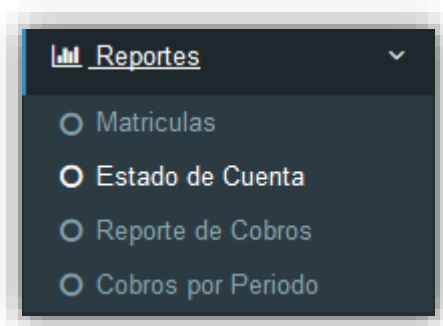 Reportes
Matriculas
Estado de Cuenta
Reporte de Cobros
Cobros por Periodo